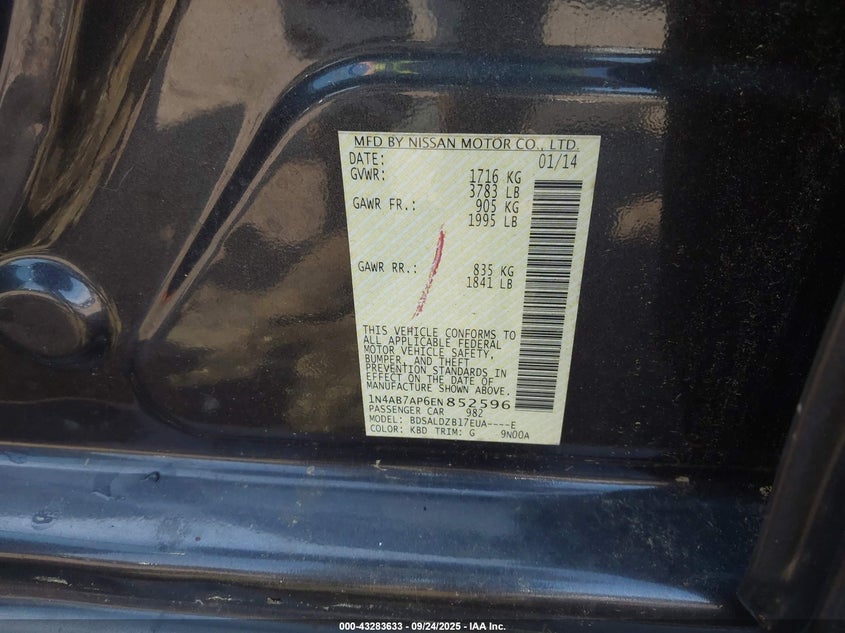 MFD BY NISSAN MOTOR CO., LTD.
DATE: 01/14
GVWR: 1716 KG
3783 LB
GAWR FR.: 905 KG
1995 LB
GAWR RR.: 835 KG
1841 LB
THIS VEHICLE CONFORMS TO
ALL APPLICABLE FEDERAL
MOTOR VEHICLE SAFETY,
BUMPER, AND THEFT
PREVENTION STANDARDS IN
EFFECT ON THE DATE OF
MANUFACTURE SHOWN ABOVE.
1N4AB7AP6EN852596
PASSENGER CAR 982
MODEL: BDSALDZB17EUA----E
COLOR: KBD TRIM: G 9N00A
000-43283633 — 09/24/2025 — IAA Inc.